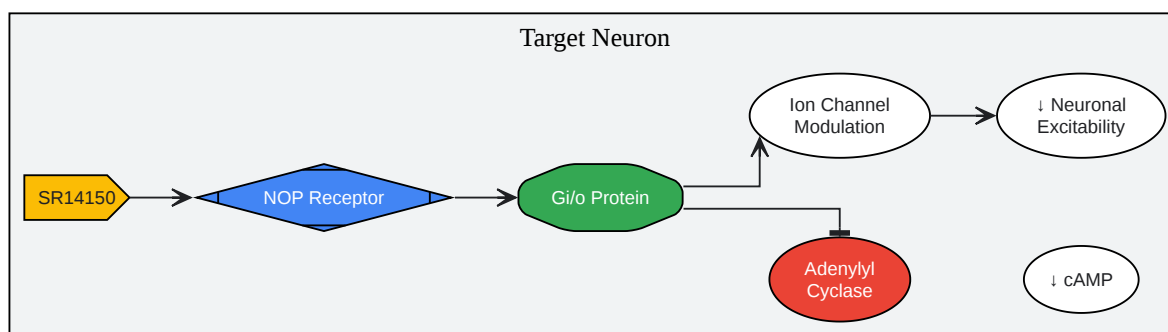 Target Neuron
Ion Channel
Modulation
↓ Neuronal
Excitability
SR14150
NOP Receptor
Gi/o Protein
Adenylyl
Cyclase
↓ cAMP